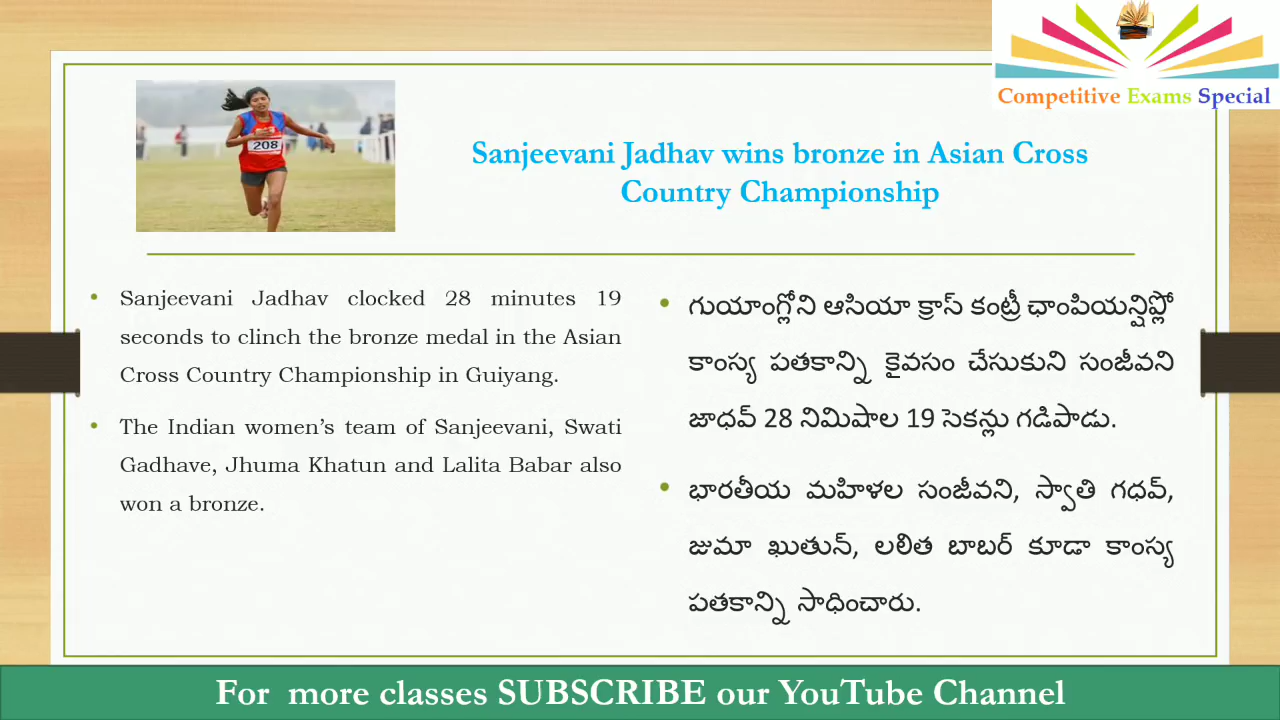 Competitive Exams Special
208
Sanjeevani Jadhav wins bronze in Asian Cross
Country Championship
• Sanjeevani Jadhav clocked 28 minutes 19
seconds to clinch the bronze medal in the Asian
Cross Country Championship in Guiyang.
• The Indian women's team of Sanjeevani, Swati
Gadhave, Jhuma Khatun and Lalita Babar also
won a bronze.
• గుయాంగ్లోని ఆసియా క్రాస్ కంట్రీ ఛాంపియన్షిప్లో
కాంస్య పతకాన్ని కైవసం చేసుకుని సంజీవని
జాధవ్ 28 నిమిషాల 19 సెకన్లు గడిపాడు.
• భారతీయ మహిళల సంజీవని, స్వాతి గధవ్,
జుమా ఖుతున్, లలిత బాబర్ కూడా కాంస్య
పతకాన్ని సాధించారు.
For more classes SUBSCRIBE our YouTube Channel